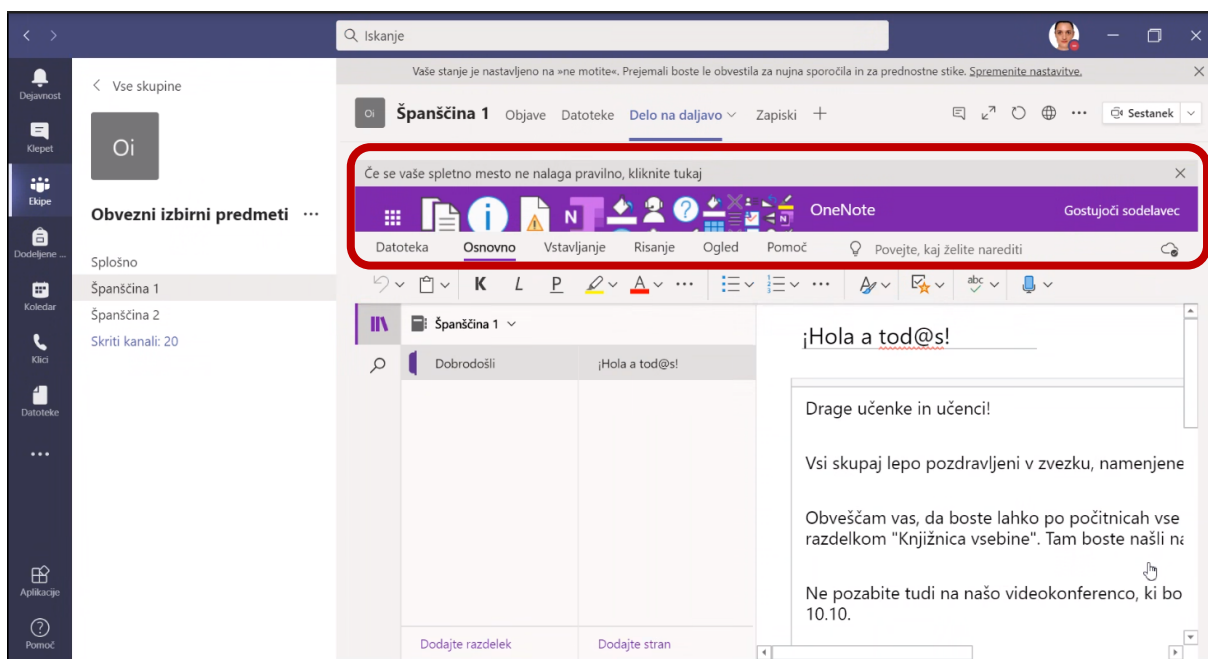 Iskanje
Dejavnost
Klepet
Ekipe
Dodeljene ...
Koledar
Klici
Datoteke
Aplikacije
Pomoč
Vse skupine
Oi
Obvezni izbirni predmeti ...
Splošno
Španščina 1
Španščina 2
Skriti kanali: 20
Vaše stanje je nastavljeno na »ne motite«. Prejemali boste le obvestila za nujna sporočila in za prednostne stike. Spremenite nastavitve.
Oi Španščina 1 Objave Datoteke Delo na daljavo Zapiski Sestanek
Če se vaše spletno mesto ne nalaga pravilno, kliknite tukaj
OneNote Gostujoči sodelavec
Datoteka Osnovno Vstavljanje Risanje Ogled Pomoč Povejte, kaj želite narediti
K L P A abc
Španščina 1
Dobrodošli ¡Hola a tod@s!
Dodajte razdelek Dodajte stran
¡Hola a tod@s!
Drage učenke in učenci!
Vsi skupaj lepo pozdravljeni v zvezku, namenjene
Obveščam vas, da boste lahko po počitnicah vse
razdelkom "Knjižnica vsebine". Tam boste našli na
Ne pozabite tudi na našo videokonferenco, ki bo
10.10.